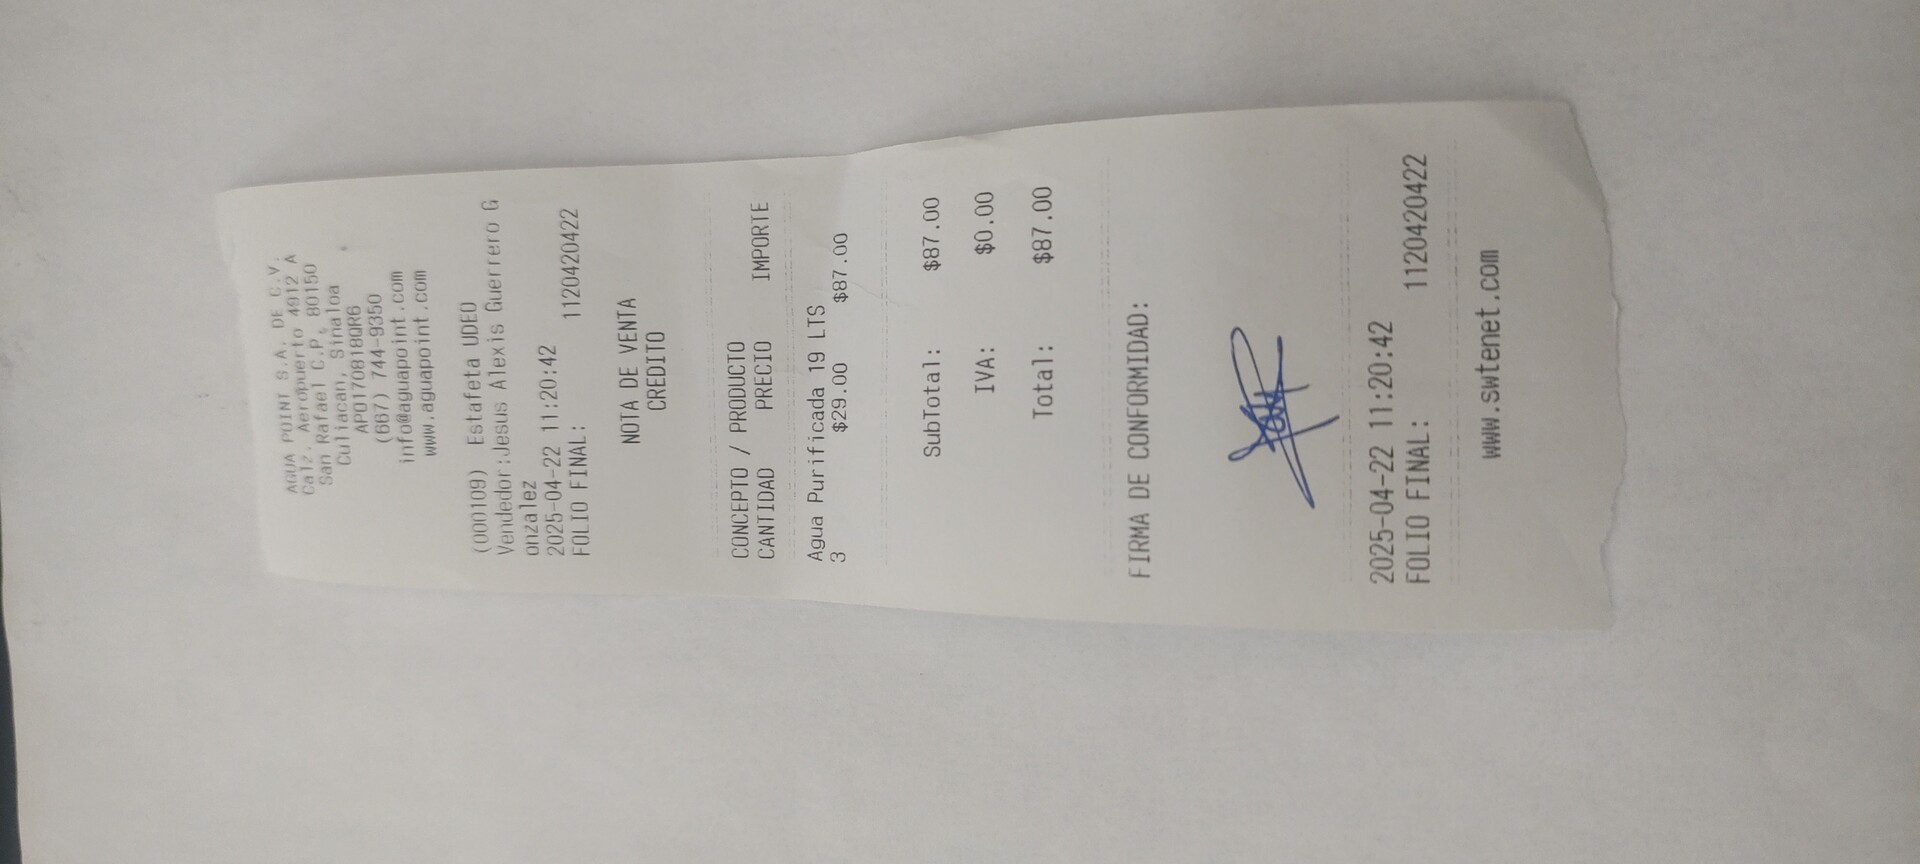 AGUA POINT S.A. DE C.V.
Calz. Aeropuerto 4912 A
San Rafael C.P. 80150
Culiacan, Sinaloa
APO170818QR6
(667) 744-9350
info@aguapoint.com
www.aguapoint.com
(000109) Estafeta UDEO
Vendedor:Jesus Alexis Guerrero G
onzalez
2025-04-22 11:20:42
FOLIO FINAL: 1120420422
NOTA DE VENTA
CREDITO
CONCEPTO / PRODUCTO
CANTIDAD PRECIO IMPORTE
Agua Purificada 19 LTS
3 $29.00 $87.00
SubTotal: $87.00
IVA: $0.00
Total: $87.00
FIRMA DE CONFORMIDAD:
2025-04-22 11:20:42
FOLIO FINAL: 1120420422
www.swtenet.com